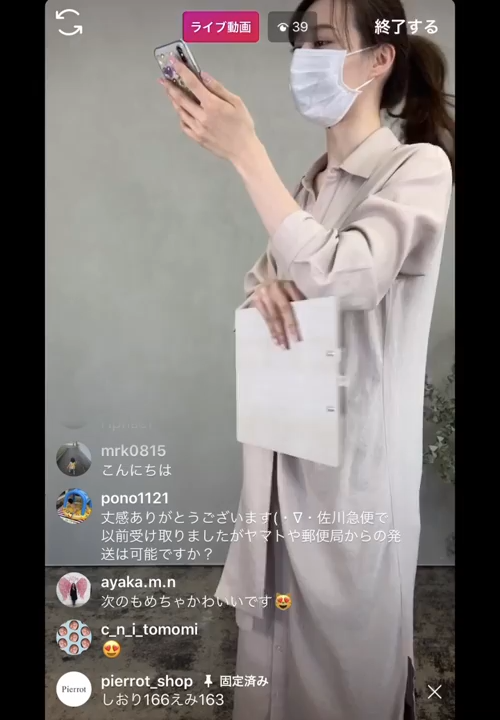 ライブ動画
39
終了する
mrk0815
こんにちは
pono1121
丈感ありがとうございます(・∇・佐川急便で
以前受け取りましたがヤマトや郵便局からの発
送は可能ですか？
ayaka.m.n
次のもめちゃかわいいです😍
c_n_i_tomomi
😍
Pierrot
pierrot_shop 固定済み
しおり166えみ163